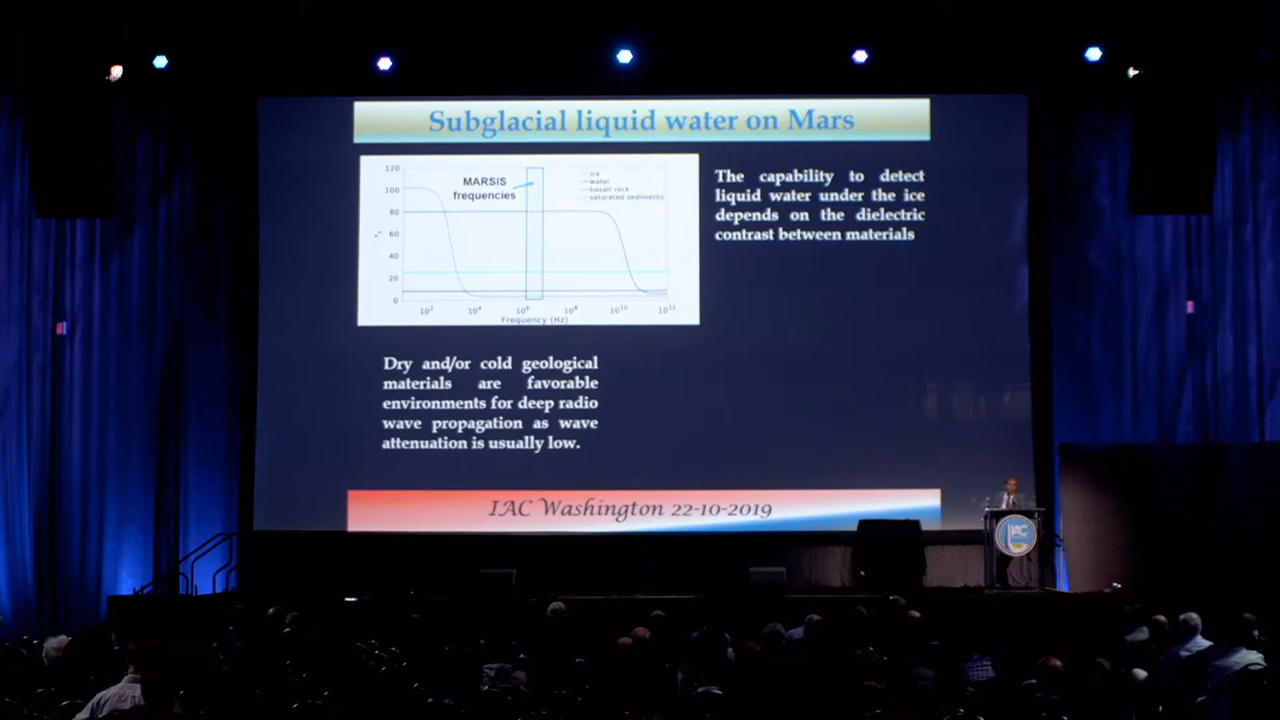 Subglacial liquid water on Mars
120
100
80
60
40
20
0
MARSIS
frequencies
ice
water
basalt rock
saturated sediments
10² 10⁴ 10⁶ 10⁸ 10¹⁰ 10¹²
Frequency (Hz)
The capability to detect
liquid water under the ice
depends on the dielectric
contrast between materials
Dry and/or cold geological
materials are favorable
environments for deep radio
wave propagation as wave
attenuation is usually low.
IAC Washington 22-10-2019
IAC